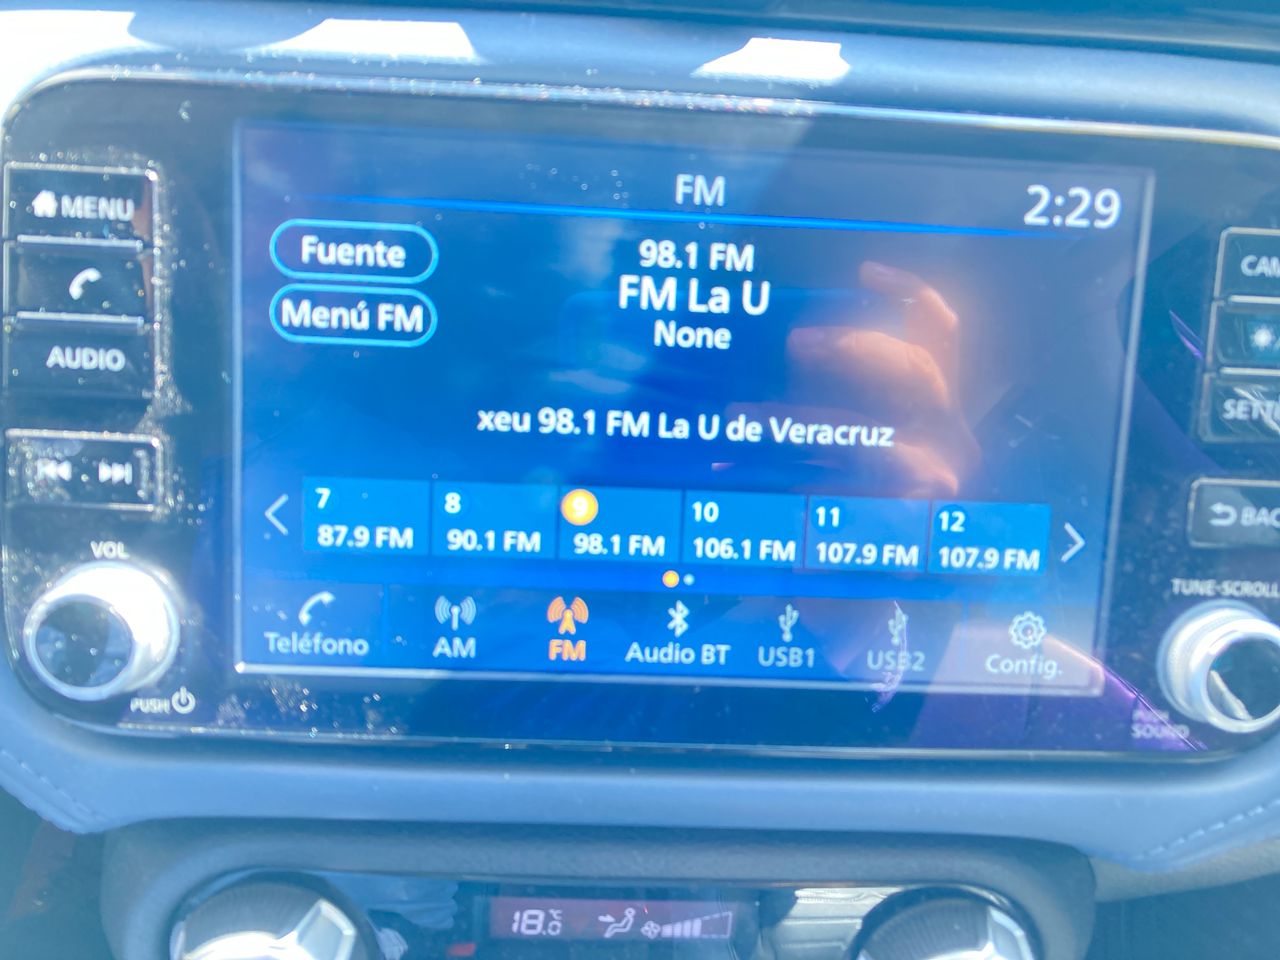 FM
2:29
MENU
Fuente
98.1 FM
FM La U
None
Menú FM
AUDIO
xeu 98.1 FM La U de Veracruz
7
8
9
10
11
12
87.9 FM
90.1 FM
98.1 FM
106.1 FM
107.9 FM
107.9 FM
VOL
TUNE-SCROLL
Teléfono
AM
FM
Audio BT
USB1
USB2
Config.
PUSH
SOUND
18.0 °C